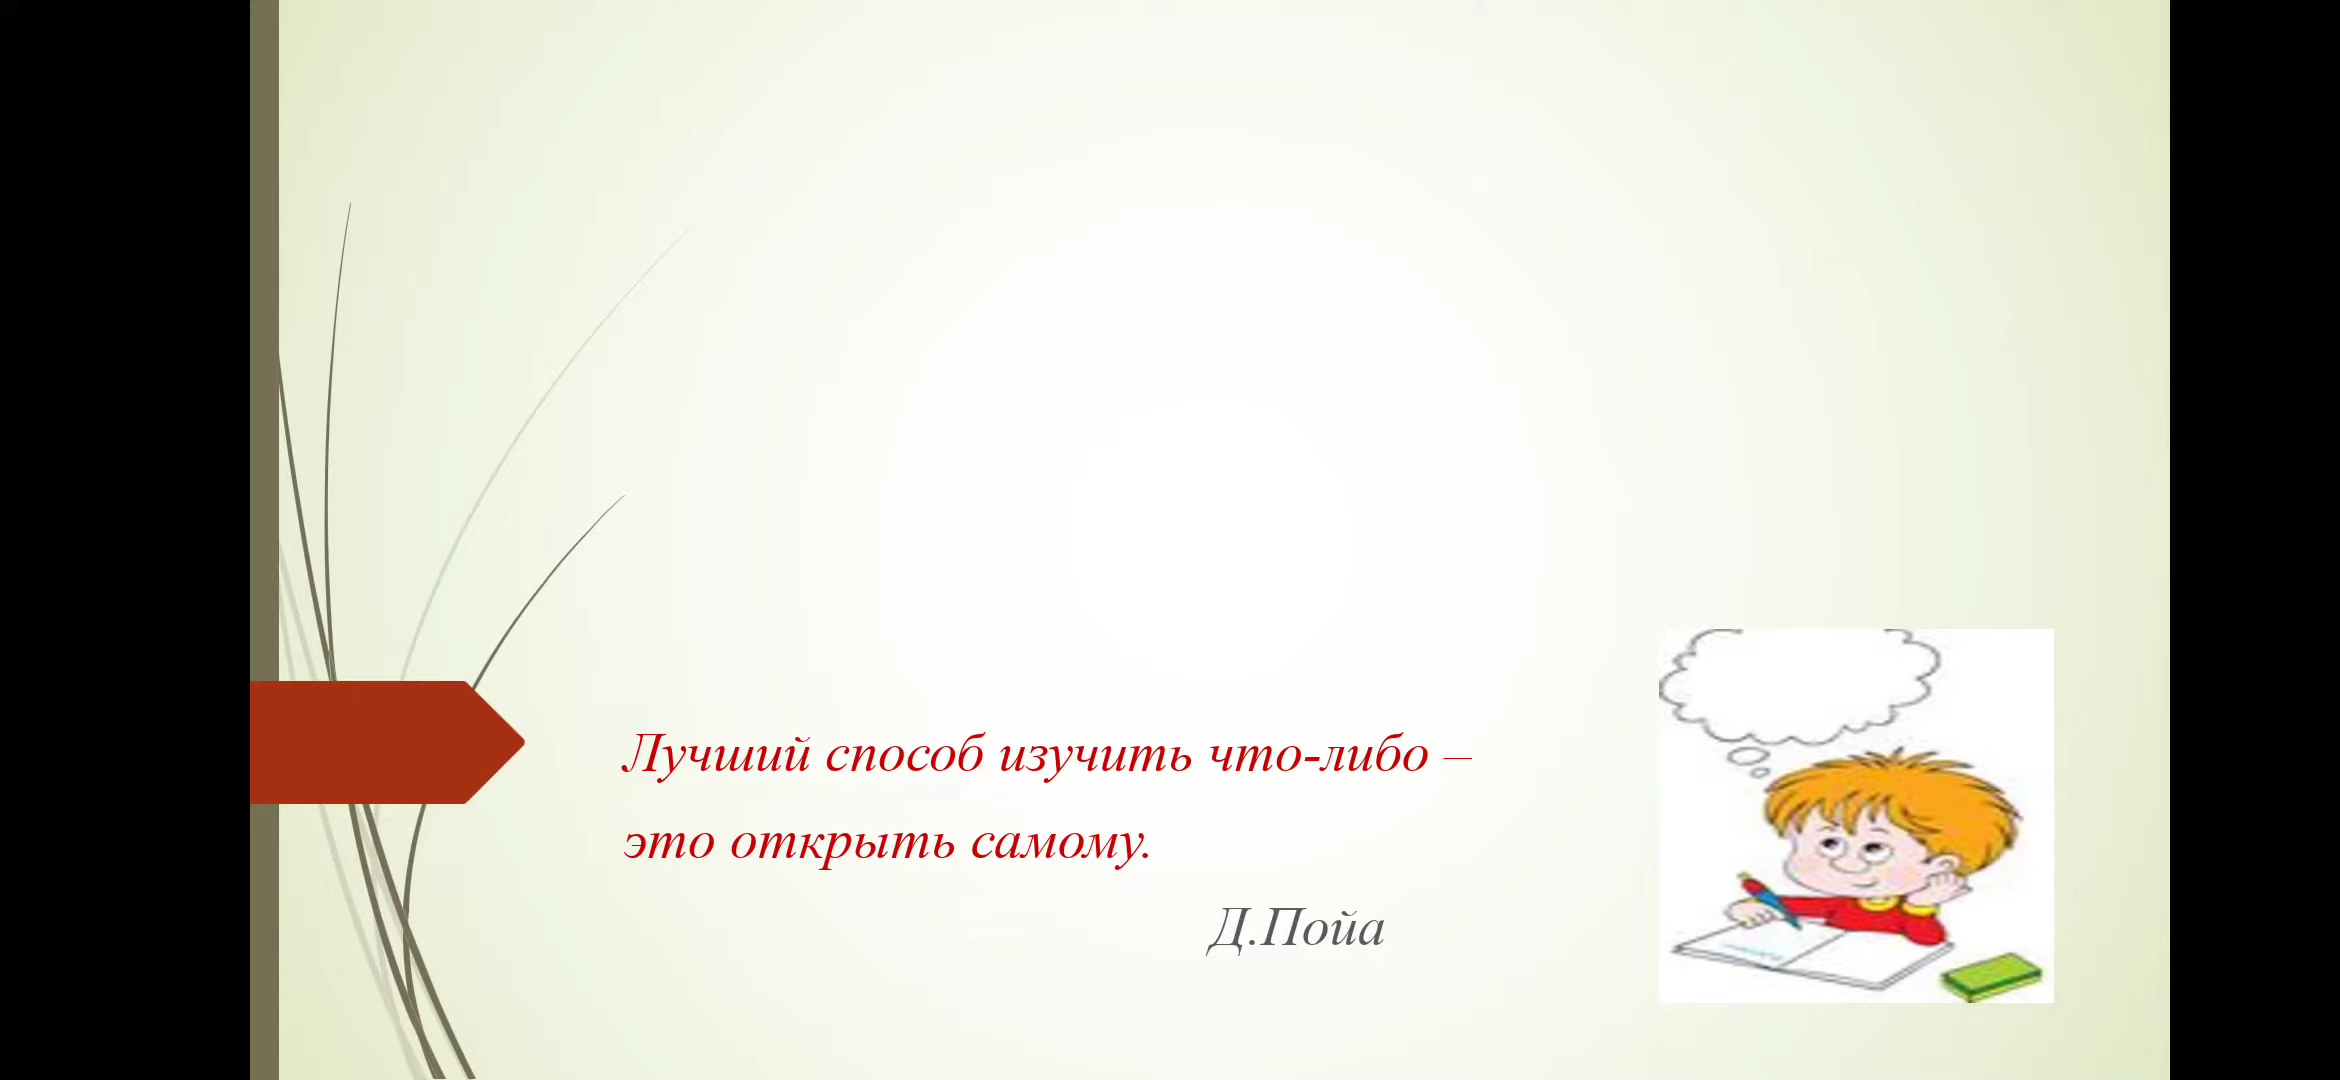 Лучший способ изучить что-либо –
это открыть самому.
Д.Пойа